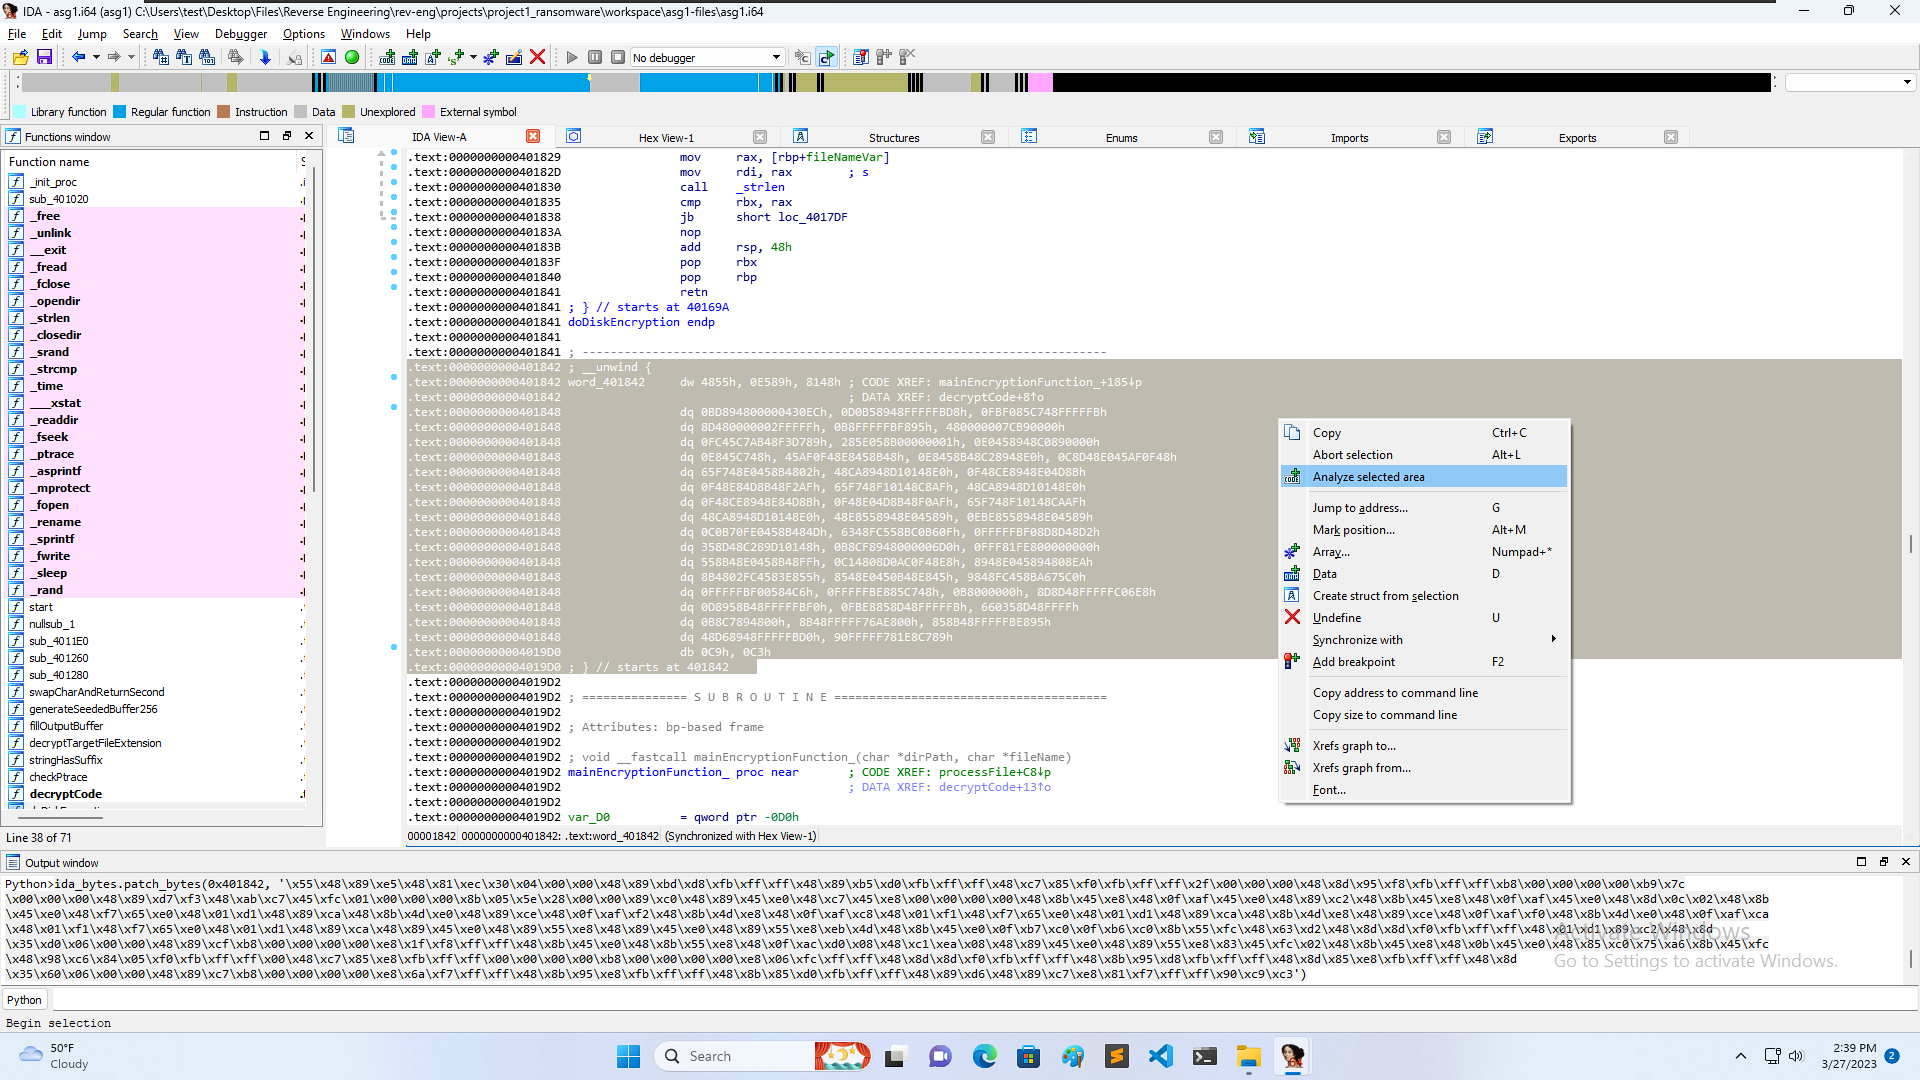 IDA - asg1.i64 (asg1) C:\Users\test\Desktop\Files\Reverse Engineering\rev-eng\projects\project1_ransomware\workspace\asg1-files\asg1.i64
File Edit Jump Search View Debugger Options Windows Help
No debugger
Library function Regular function Instruction Data Unexplored External symbol
Functions window
Function name
_init_proc
sub_401020
_free
_unlink
__exit
_fread
_fclose
_opendir
_strlen
_closedir
_srand
_strcmp
_time
___xstat
_readdir
_fseek
_ptrace
_asprintf
_mprotect
_fopen
_rename
_sprintf
_fwrite
_sleep
_rand
start
nullsub_1
sub_4011E0
sub_401260
sub_401280
swapCharAndReturnSecond
generateSeededBuffer256
fillOutputBuffer
decryptTargetFileExtension
stringHasSuffix
checkPtrace
decryptCode
Line 38 of 71
IDA View-A Hex View-1 Structures Enums Imports Exports
.text:0000000000401829 mov rax, [rbp+fileNameVar]
.text:000000000040182D mov rdi, rax ; s
.text:0000000000401830 call _strlen
.text:0000000000401835 cmp rbx, rax
.text:0000000000401838 jb short loc_4017DF
.text:000000000040183A nop
.text:000000000040183B add rsp, 48h
.text:000000000040183F pop rbx
.text:0000000000401840 pop rbp
.text:0000000000401841 retn
.text:0000000000401841 ; } // starts at 40169A
.text:0000000000401841 doDiskEncryption endp
.text:0000000000401841
.text:0000000000401841 ; ---------------------------------------------------------------------------
.text:0000000000401842 ; __unwind {
.text:0000000000401842 word_401842 dw 4855h, 0E589h, 8148h ; CODE XREF: mainEncryptionFunction_+185↓p
.text:0000000000401842 ; DATA XREF: decryptCode+8↑o
.text:0000000000401848 dq 0BD894800000430ECh, 0D0B58948FFFFFBD8h, 0FBF085C748FFFFFBh
.text:0000000000401848 dq 8D480000002FFFFFh, 0B8FFFFFBF895h, 480000007CB90000h
.text:0000000000401848 dq 0FC45C7AB48F3D789h, 285E058B00000001h, 0E0458948C0890000h
.text:0000000000401848 dq 0E845C748h, 45AF0F48E8458B48h, 0E8458B48C28948E0h, 0C8D48E045AF0F48h
.text:0000000000401848 dq 65F748E0458B4802h, 48CA8948D10148E0h, 0F48CE8948E04D8Bh
.text:0000000000401848 dq 0F48E84D8B48F2AFh, 65F748F10148C8AFh, 48CA8948D10148E0h
.text:0000000000401848 dq 0F48CE8948E84D8Bh, 0F48E04D8B48F0AFh, 65F748F10148CAAFh
.text:0000000000401848 dq 48CA8948D10148E0h, 48E8558948E04589h, 0EBE8558948E04589h
.text:0000000000401848 dq 0C0B70FE0458B484Dh, 6348FC558BC0B60Fh, 0FFFFFBF08D8D48D2h
.text:0000000000401848 dq 358D48C289D10148h, 0B8CF8948000006D0h, 0FFF81FE800000000h
.text:0000000000401848 dq 558B48E0458B48FFh, 0C14808D0AC0F48E8h, 8948E045894808EAh
.text:0000000000401848 dq 8B4802FC4583E855h, 8548E0450B48E845h, 9848FC458BA675C0h
.text:0000000000401848 dq 0FFFFFBF00584C6h, 0FFFFFBE885C748h, 0B8000000h, 8D8D48FFFFFC06E8h
.text:0000000000401848 dq 0D8958B48FFFFFBF0h, 0FBE8858D48FFFFFBh, 660358D48FFFFh
.text:0000000000401848 dq 0B8C7894800h, 8B48FFFFF76AE800h, 858B48FFFFFBE895h
.text:0000000000401848 dq 48D68948FFFFFBD0h, 90FFFFF781E8C789h
.text:00000000004019D0 db 0C9h, 0C3h
.text:00000000004019D0 ; } // starts at 401842
.text:00000000004019D2
.text:00000000004019D2 ; =============== S U B R O U T I N E =======================================
.text:00000000004019D2
.text:00000000004019D2 ; Attributes: bp-based frame
.text:00000000004019D2
.text:00000000004019D2 ; void __fastcall mainEncryptionFunction_(char *dirPath, char *fileName)
.text:00000000004019D2 mainEncryptionFunction_ proc near ; CODE XREF: processFile+C8↓p
.text:00000000004019D2 ; DATA XREF: decryptCode+13↑o
.text:00000000004019D2
.text:00000000004019D2 var_D0 = qword ptr -0D0h
00001842 0000000000401842: .text:word_401842 (Synchronized with Hex View-1)
Copy Ctrl+C
Abort selection Alt+L
Analyze selected area
Jump to address... G
Mark position... Alt+M
Array... Numpad+*
Data D
Create struct from selection
Undefine U
Synchronize with
Add breakpoint F2
Copy address to command line
Copy size to command line
Xrefs graph to...
Xrefs graph from...
Font...
Output window
Python>ida_bytes.patch_bytes(0x401842, '\x55\x48\x89\xe5\x48\x81\xec\x30\x04\x00\x00\x48\x89\xbd\xd8\xfb\xff\xff\x48\x89\xb5\xd0\xfb\xff\xff\x48\xc7\x85\xf0\xfb\xff\xff\x2f\x00\x00\x00\x48\x8d\x95\xf8\xfb\xff\xff\xb8\x00\x00\x00\x00\xb9\x7c
\x00\x00\x00\x48\x89\xd7\xf3\x48\xab\xc7\x45\xfc\x01\x00\x00\x00\x8b\x05\x5e\x28\x00\x00\x89\xc0\x48\x89\x45\xe0\x48\xc7\x45\xe8\x00\x00\x00\x00\x48\x8b\x45\xe8\x48\x0f\xaf\x45\xe0\x48\x89\xc2\x48\x8b\x45\xe8\x48\x0f\xaf\x45\xe0\x48\x8d\x0c\x02\x48\x8b
\x45\xe0\x48\xf7\x65\xe0\x48\x01\xd1\x48\x89\xca\x48\x8b\x4d\xe0\x48\x89\xce\x48\x0f\xaf\xf2\x48\x8b\x4d\xe8\x48\x0f\xaf\xc8\x48\x01\xf1\x48\xf7\x65\xe0\x48\x01\xd1\x48\x89\xca\x48\x8b\x4d\xe8\x48\x89\xce\x48\x0f\xaf\xf0\x48\x8b\x4d\xe0\x48\x0f\xaf\xca
\x48\x01\xf1\x48\xf7\x65\xe0\x48\x01\xd1\x48\x89\xca\x48\x89\x45\xe0\x48\x89\x55\xe8\x48\x89\x45\xe0\x48\x89\x55\xe8\xeb\x4d\x48\x8b\x45\xe0\x0f\xb7\xc0\x0f\xb6\xc0\x8b\x55\xfc\x48\x63\xd2\x48\x8d\x8d\xf0\xfb\xff\xff\x48\x01\xd1\x89\xc2\x48\x8d
\x35\xd0\x06\x00\x00\x48\x89\xcf\xb8\x00\x00\x00\x00\xe8\x1f\xf8\xff\xff\x48\x8b\x45\xe0\x48\x8b\x55\xe8\x48\x0f\xac\xd0\x08\x48\xc1\xea\x08\x48\x89\x45\xe0\x48\x89\x55\xe8\x83\x45\xfc\x02\x48\x8b\x45\xe8\x48\x0b\x45\xe0\x48\x85\xc0\x75\xa6\x8b\x45\xfc
\x48\x98\xc6\x84\x05\xf0\xfb\xff\xff\x00\x48\xc7\x85\xe8\xfb\xff\xff\x00\x00\x00\x00\xb8\x00\x00\x00\x00\xe8\x06\xfc\xff\xff\x48\x8d\x8d\xf0\xfb\xff\xff\x48\x8b\x95\xd8\xfb\xff\xff\x48\x8d\x85\xe8\xfb\xff\xff\x48\x8d
\x35\x60\x06\x00\x00\x48\x89\xc7\xb8\x00\x00\x00\x00\xe8\x6a\xf7\xff\xff\x48\x8b\x95\xe8\xfb\xff\xff\x48\x8b\x85\xd0\xfb\xff\xff\x48\x89\xd6\x48\x89\xc7\xe8\x81\xf7\xff\xff\x90\xc9\xc3')
Activate Windows
Go to Settings to activate Windows.
Python
Begin selection
50°F
Cloudy
Search
2:39 PM
3/27/2023
2